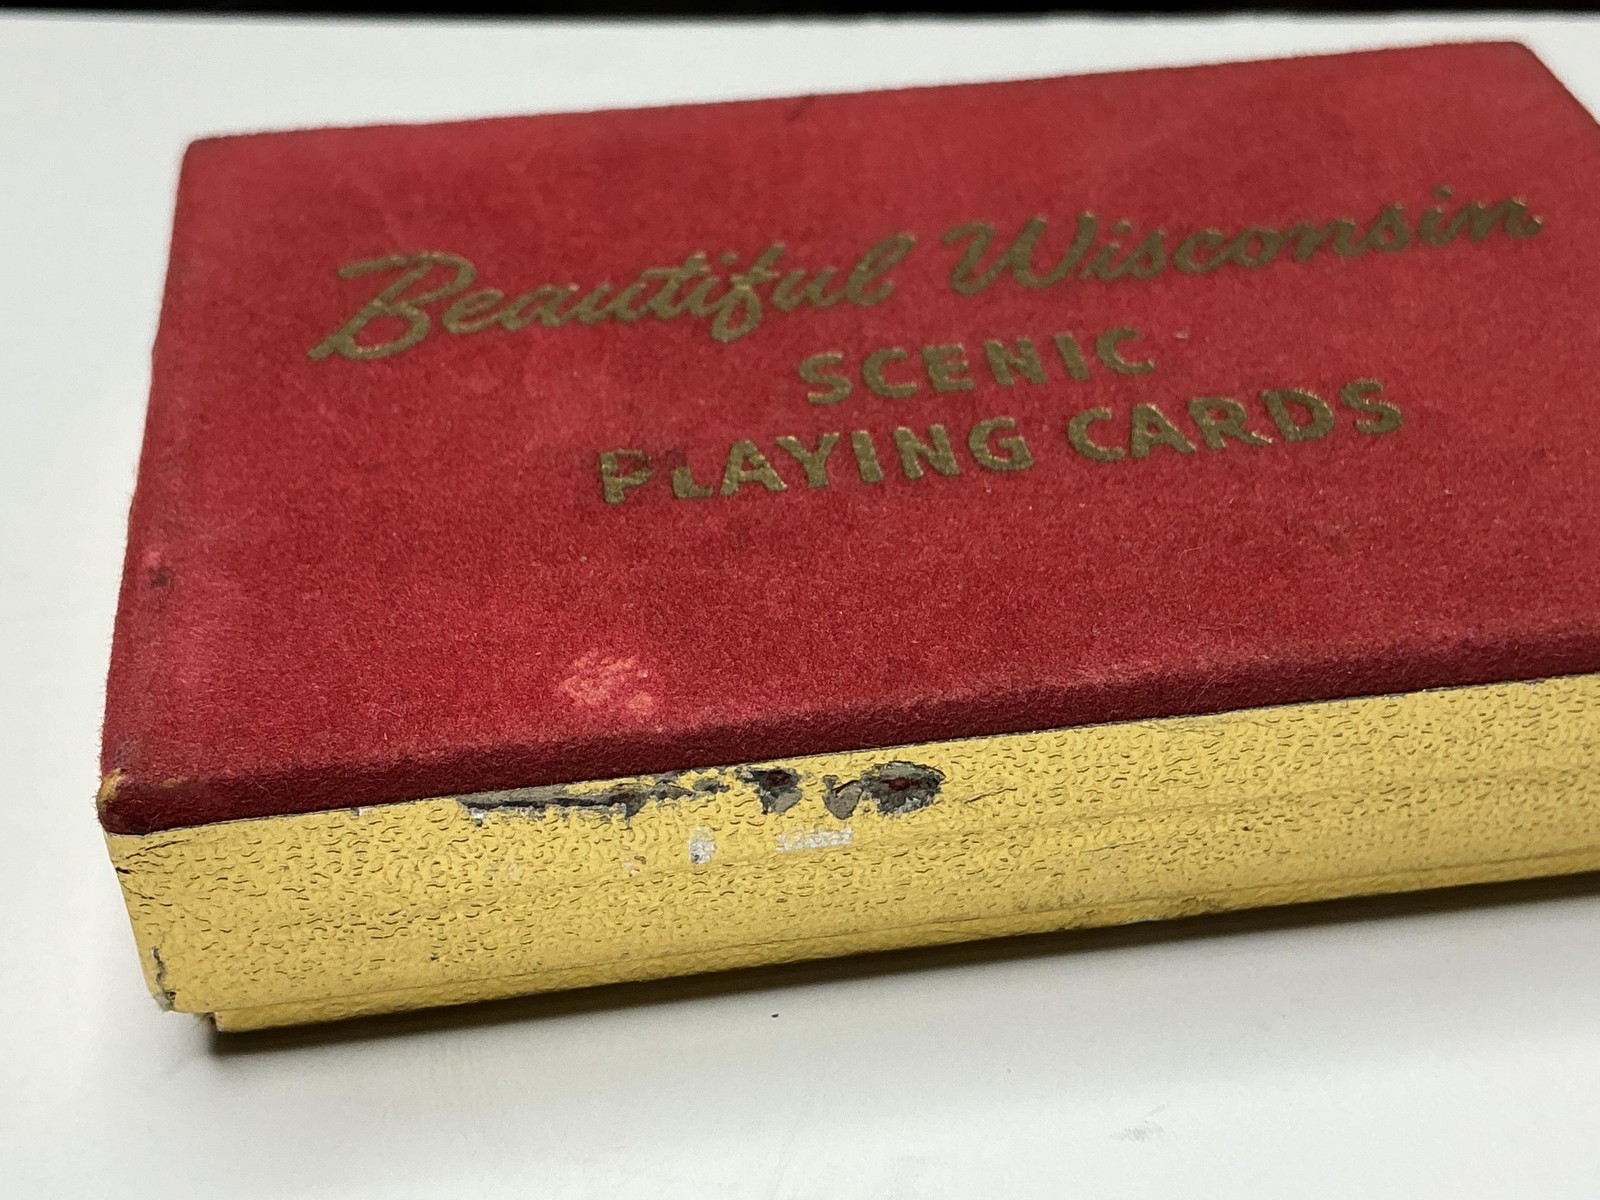 Beautiful Wisconsin
SCENIC
PLAYING CARDS